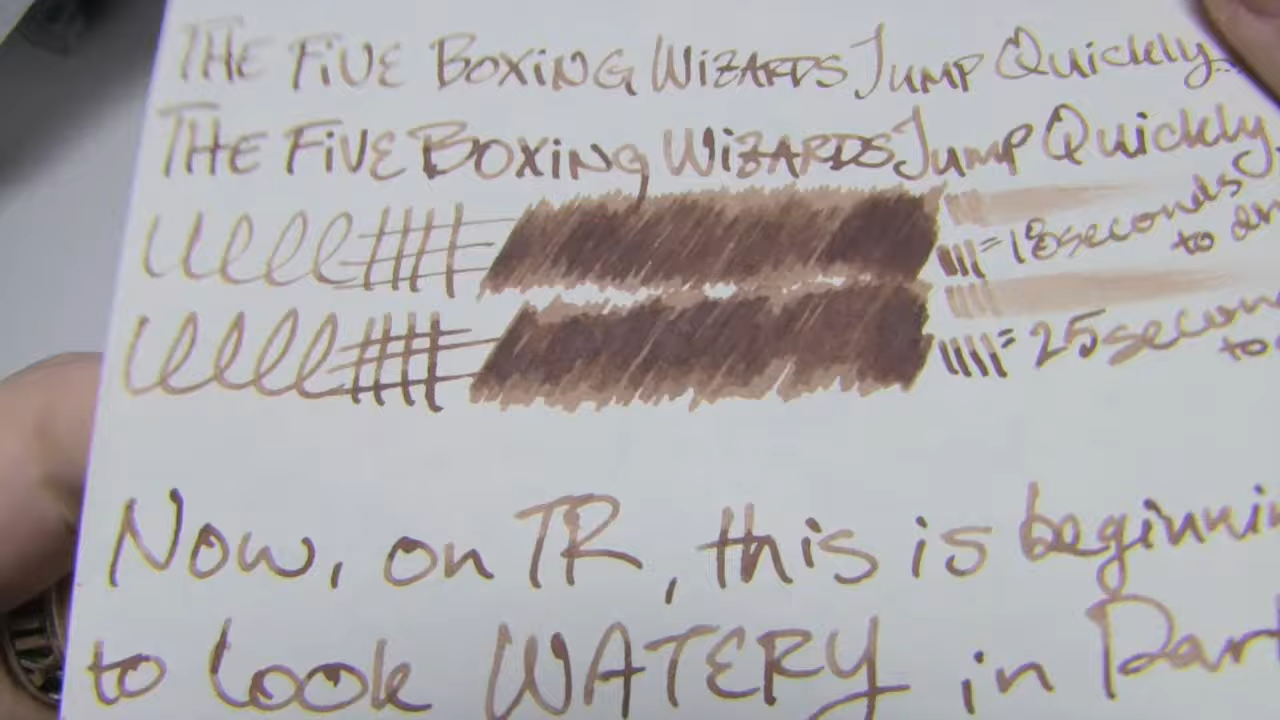 THE FIVE BOXING WIZARDS JUMP QUICKLY...
THE FIVE BOXING WIZARDS JUMP QUICKLY.
= 18 seconds
to
= 25
to
Now, on TR, this is
to look WATERY in